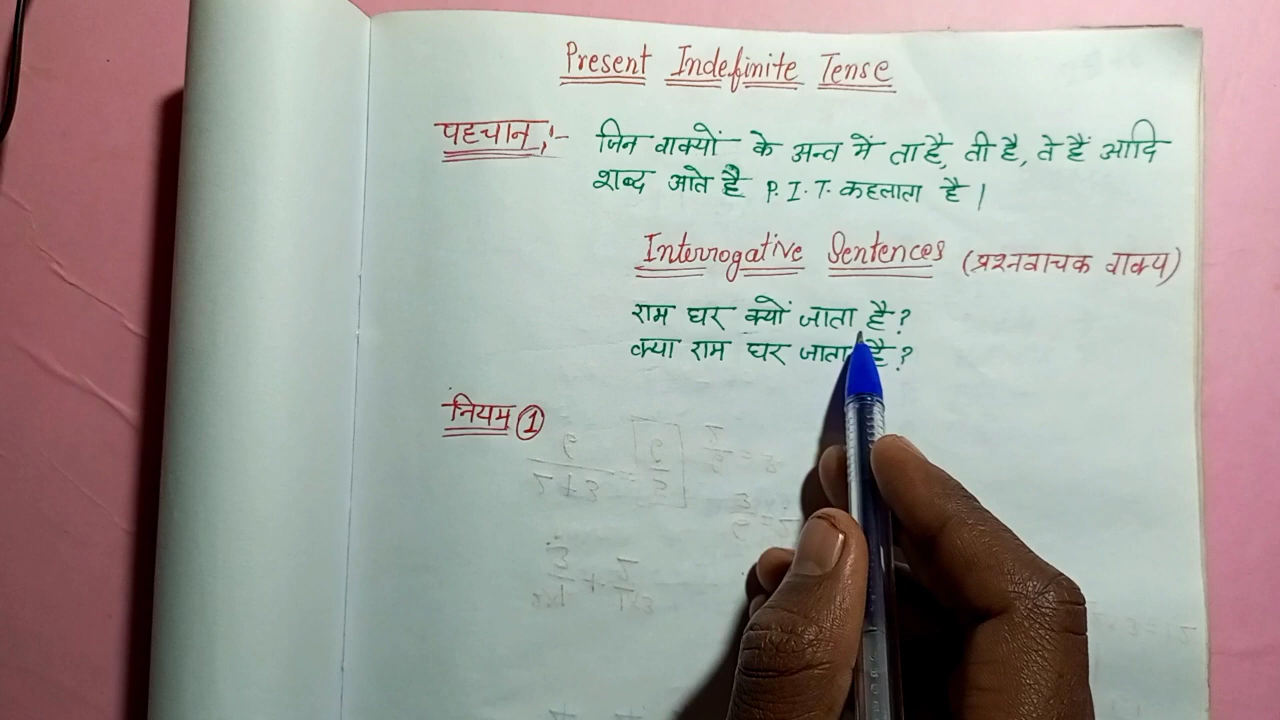 Present Indefinite Tense
पहचान :- जिन वाक्यों के अन्त में ता है, ती है, ते हैं आदि
शब्द आते है P.I.T. कहलाता है।
Interrogative Sentences (प्रश्नवाचक वाक्य)
राम घर क्यों जाता है?
क्या राम घर जाता है?
नियम ①